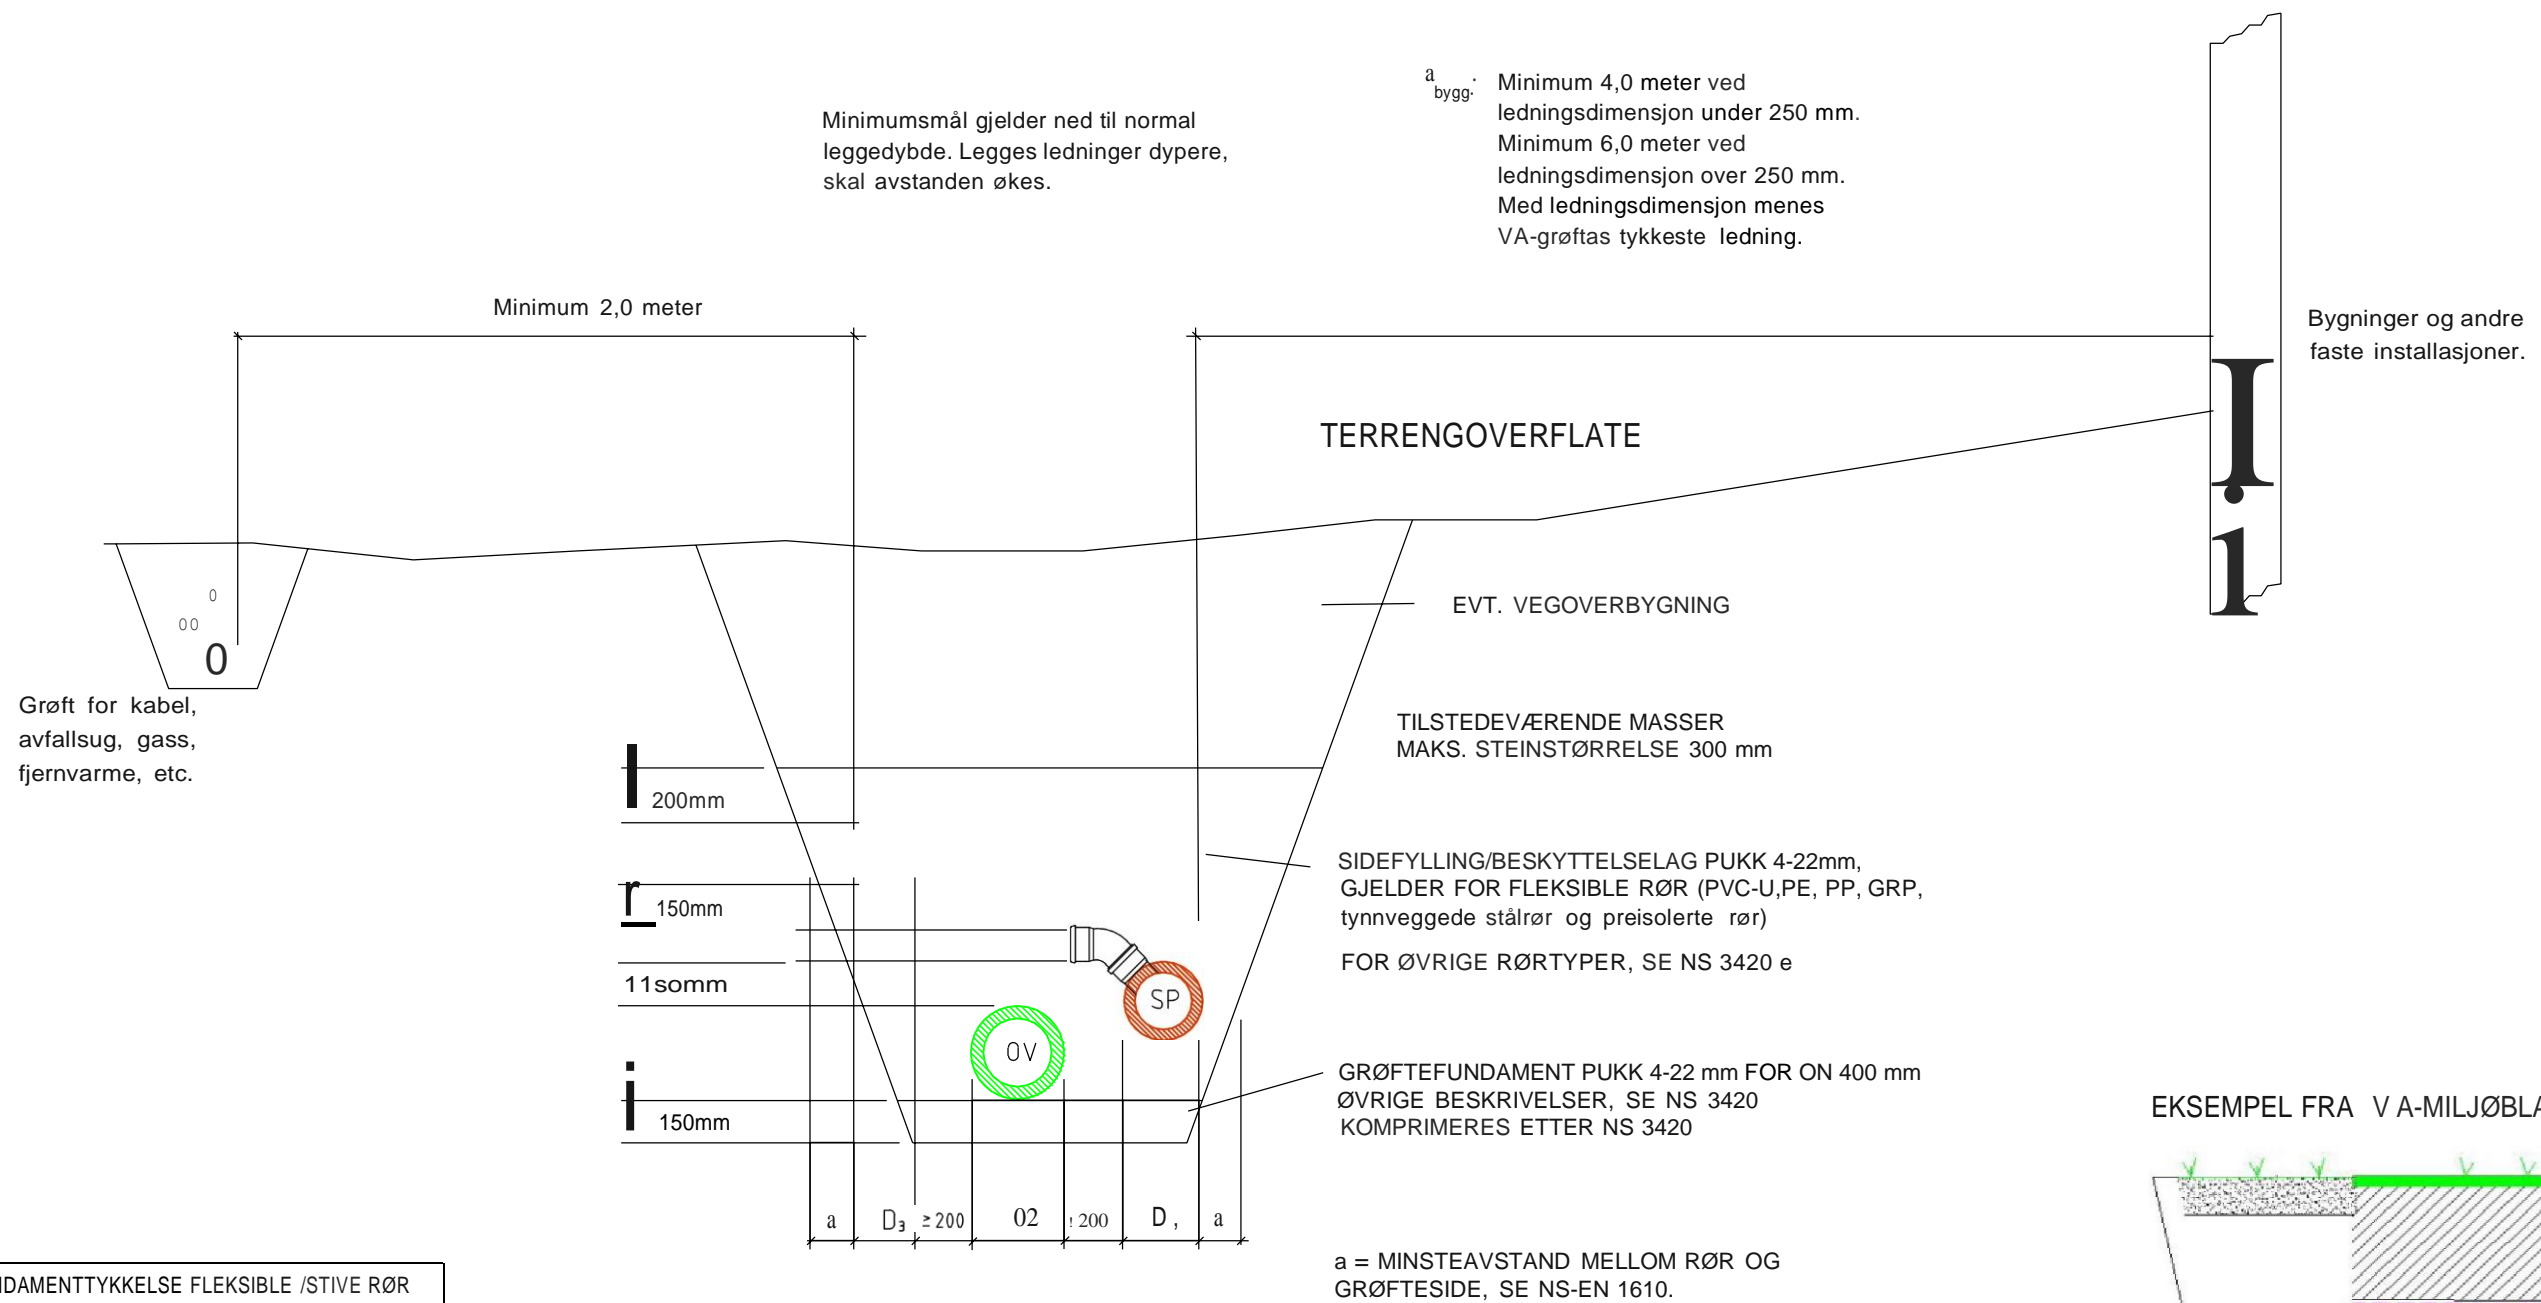 a bygg:
Minimum 4,0 meter ved
ledningsdimensjon under 250 mm.
Minimum 6,0 meter ved
ledningsdimensjon over 250 mm.
Med ledningsdimensjon menes
VA-grøftas tykkeste ledning.
Minimumsmål gjelder ned til normal
leggedybde. Legges ledninger dypere,
skal avstanden økes.
Minimum 2,0 meter
Bygninger og andre
faste installasjoner.
TERRENGOVERFLATE
EVT. VEGOVERBYGNING
0
00
0
Grøft for kabel,
avfallsug, gass,
fjernvarme, etc.
TILSTEDEVÆRENDE MASSER
MAKS. STEINSTØRRELSE 300 mm
200mm
SIDEFYLLING/BESKYTTELSELAG PUKK 4-22mm,
GJELDER FOR FLEKSIBLE RØR (PVC-U,PE, PP, GRP,
tynnveggede stålrør og preisolerte rør)
FOR ØVRIGE RØRTYPER, SE NS 3420 e
150mm
11somm
SP
OV
GRØFTEFUNDAMENT PUKK 4-22 mm FOR ON 400 mm
ØVRIGE BESKRIVELSER, SE NS 3420
KOMPRIMERES ETTER NS 3420
150mm
EKSEMPEL FRA V A-MILJØBLA
a D3 ≥200 02 !200 D, a
a = MINSTEAVSTAND MELLOM RØR OG
GRØFTESIDE, SE NS-EN 1610.
NDAMENTTYKKELSE FLEKSIBLE /STIVE RØR